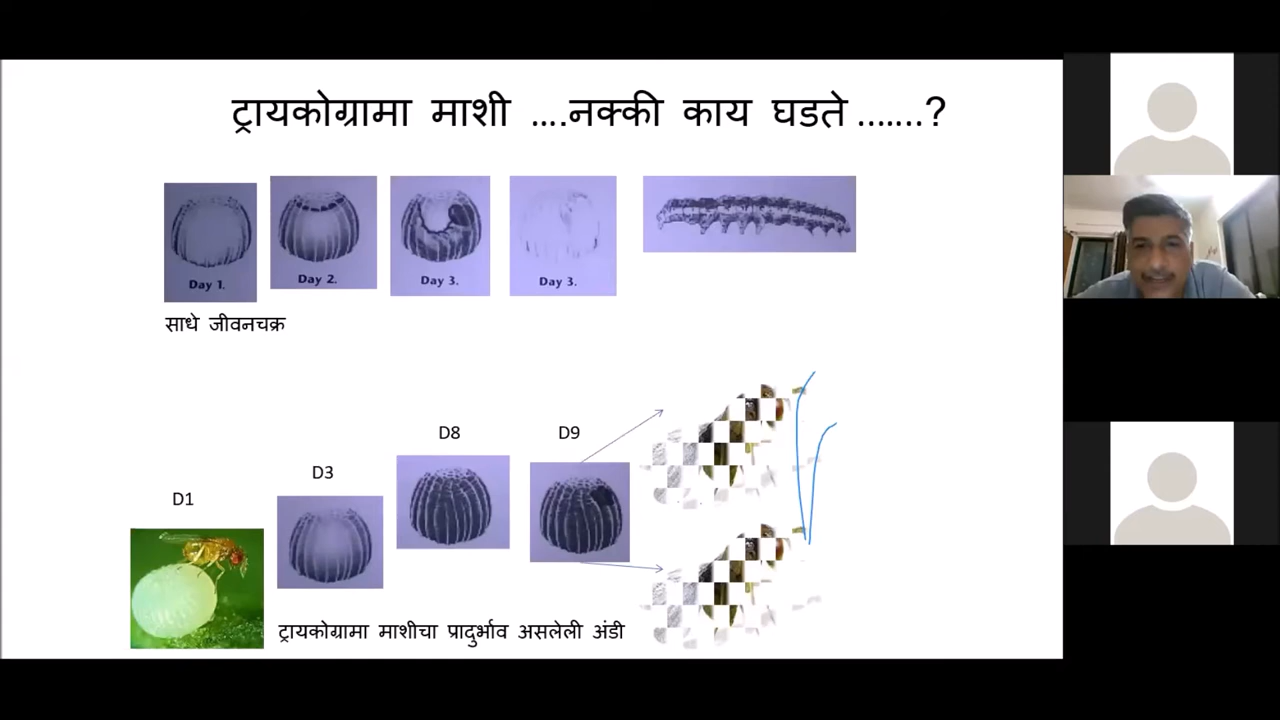 ट्रायकोग्रामा माशी ....नक्की काय घडते .......?
Day 1.
Day 2.
Day 3.
Day 3.
साधे जीवनचक्र
D1
D3
D8
D9
ट्रायकोग्रामा माशीचा प्रादुर्भाव असलेली अंडी